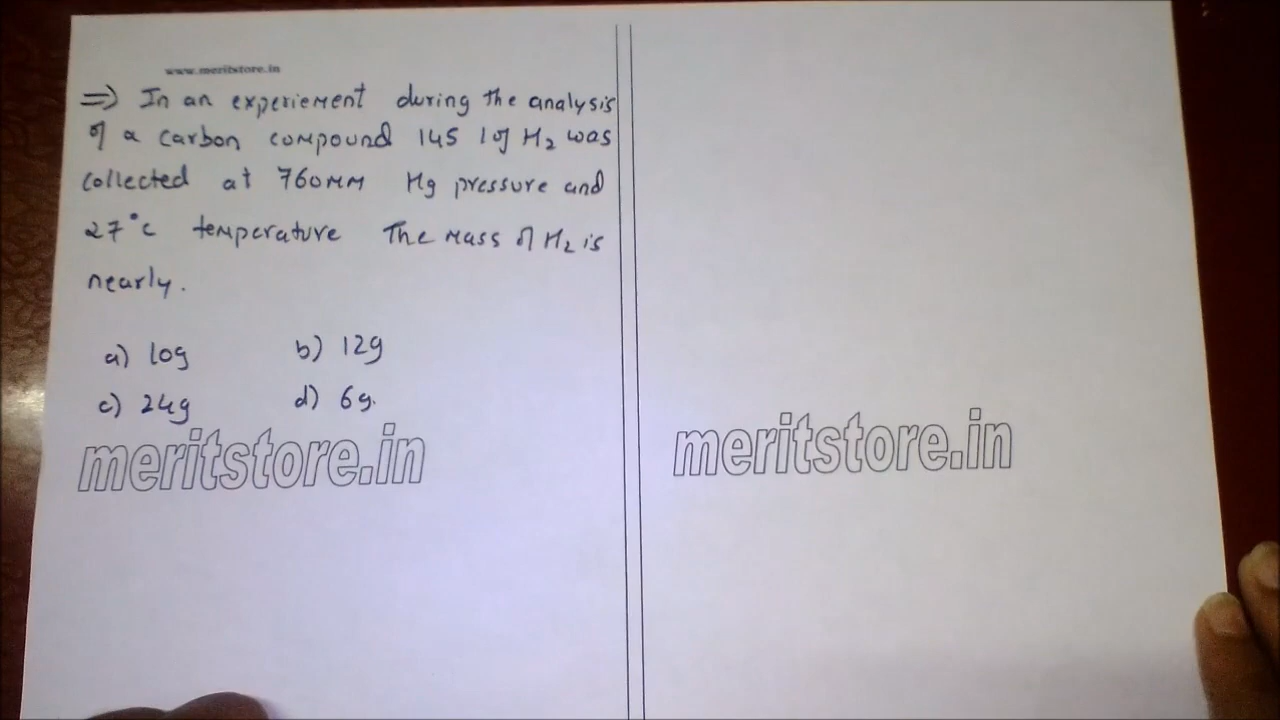 www.meritstore.in
=) In an experiement during the analysis
of a carbon compound 145 l of H2 was
collected at 760mm Hg pressure and
27°c temperature The mass of H2 is
nearly.
a) 10g b) 12g
c) 24g d) 6g.
meritstore.in meritstore.in